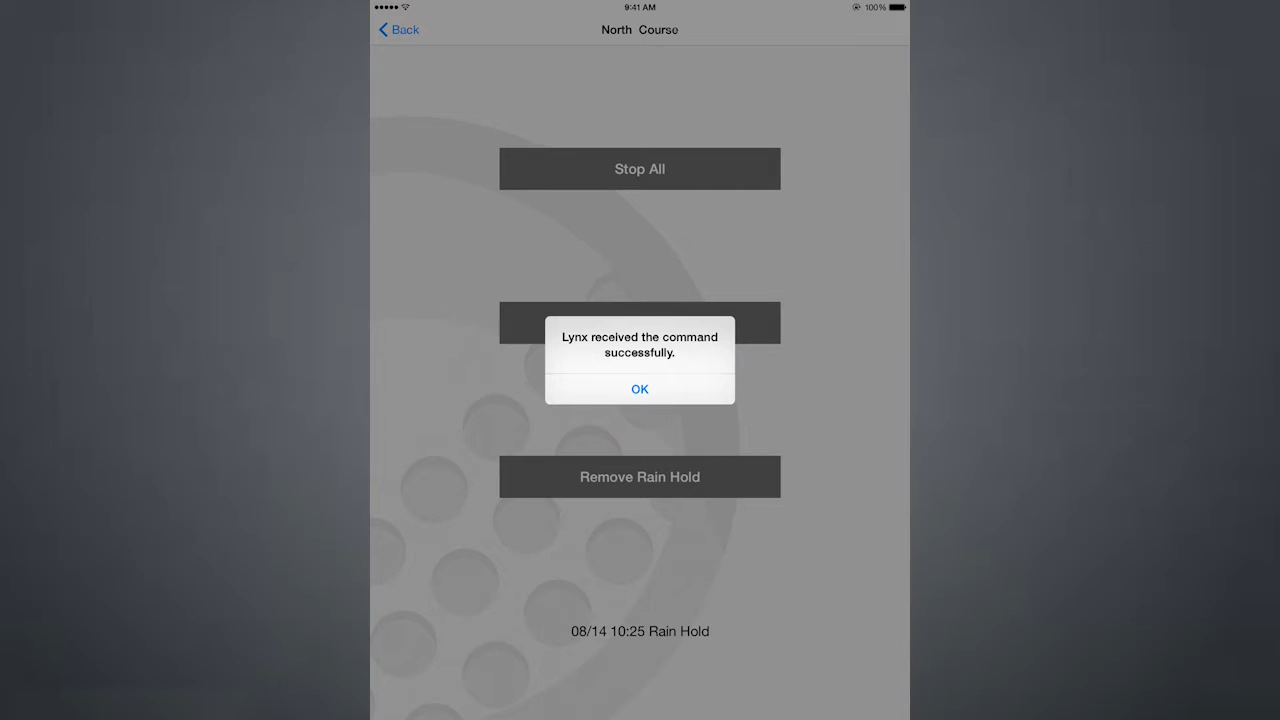 9:41 AM
100%
Back
North Course
Stop All
Lynx received the command
successfully.
OK
Remove Rain Hold
08/14 10:25 Rain Hold